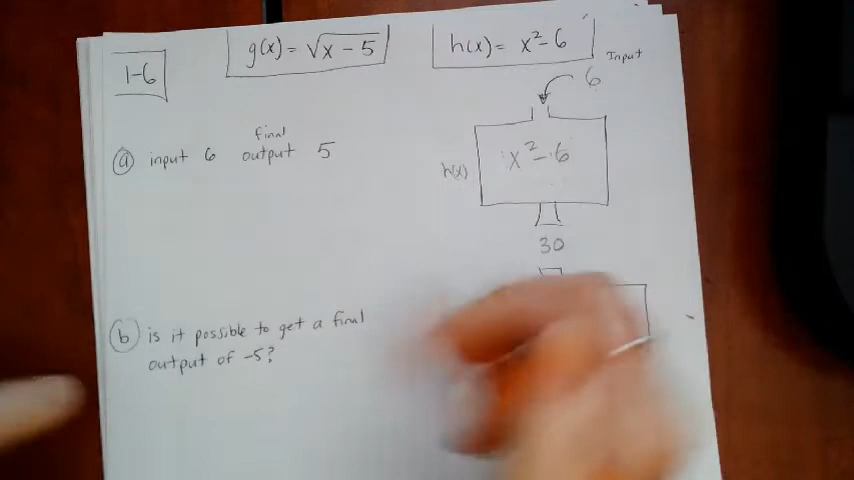 1-6
g(x) = √x - 5
h(x) = x² - 6
Input
6
ⓐ input 6 final output 5
h(x)
x² - 6
30
ⓑ is it possible to get a final
output of -5?